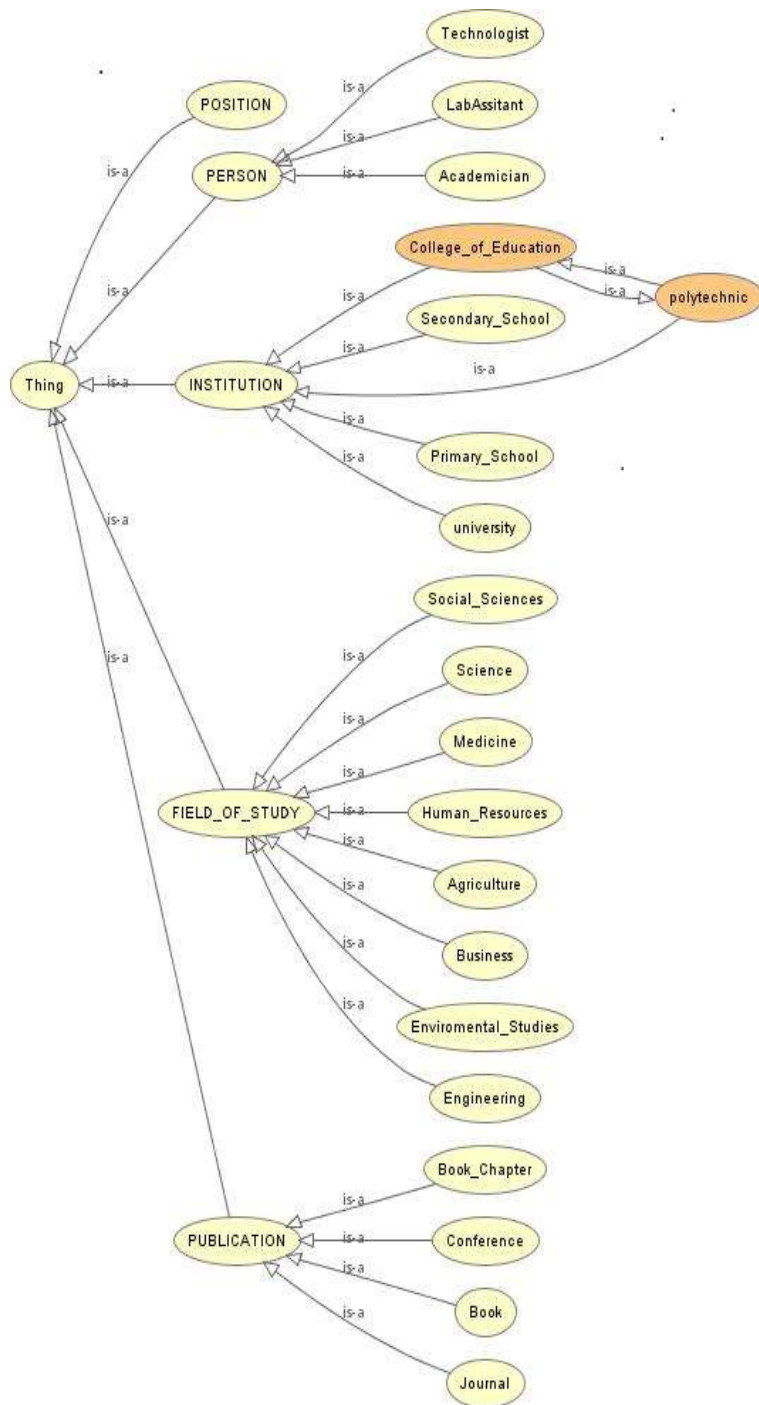 Technologist
is-a
LabAssitant
POSITION
is-a
is-a
PERSON
is-a
Academician
College_of_Education
is-a
is-a
polytechnic
is-a
is-a
Secondary_School
is-a
is-a
Thing
is-a
INSTITUTION
is-a
Primary_School
is-a
university
is-a
Social_Sciences
is-a
is-a
Science
is-a
Medicine
is-a
FIELD_OF_STUDY
is-a
Human_Resources
is-a
Agriculture
is-a
Business
is-a
Enviromental_Studies
is-a
Engineering
Book_Chapter
is-a
PUBLICATION
is-a
Conference
is-a
Book
is-a
Journal